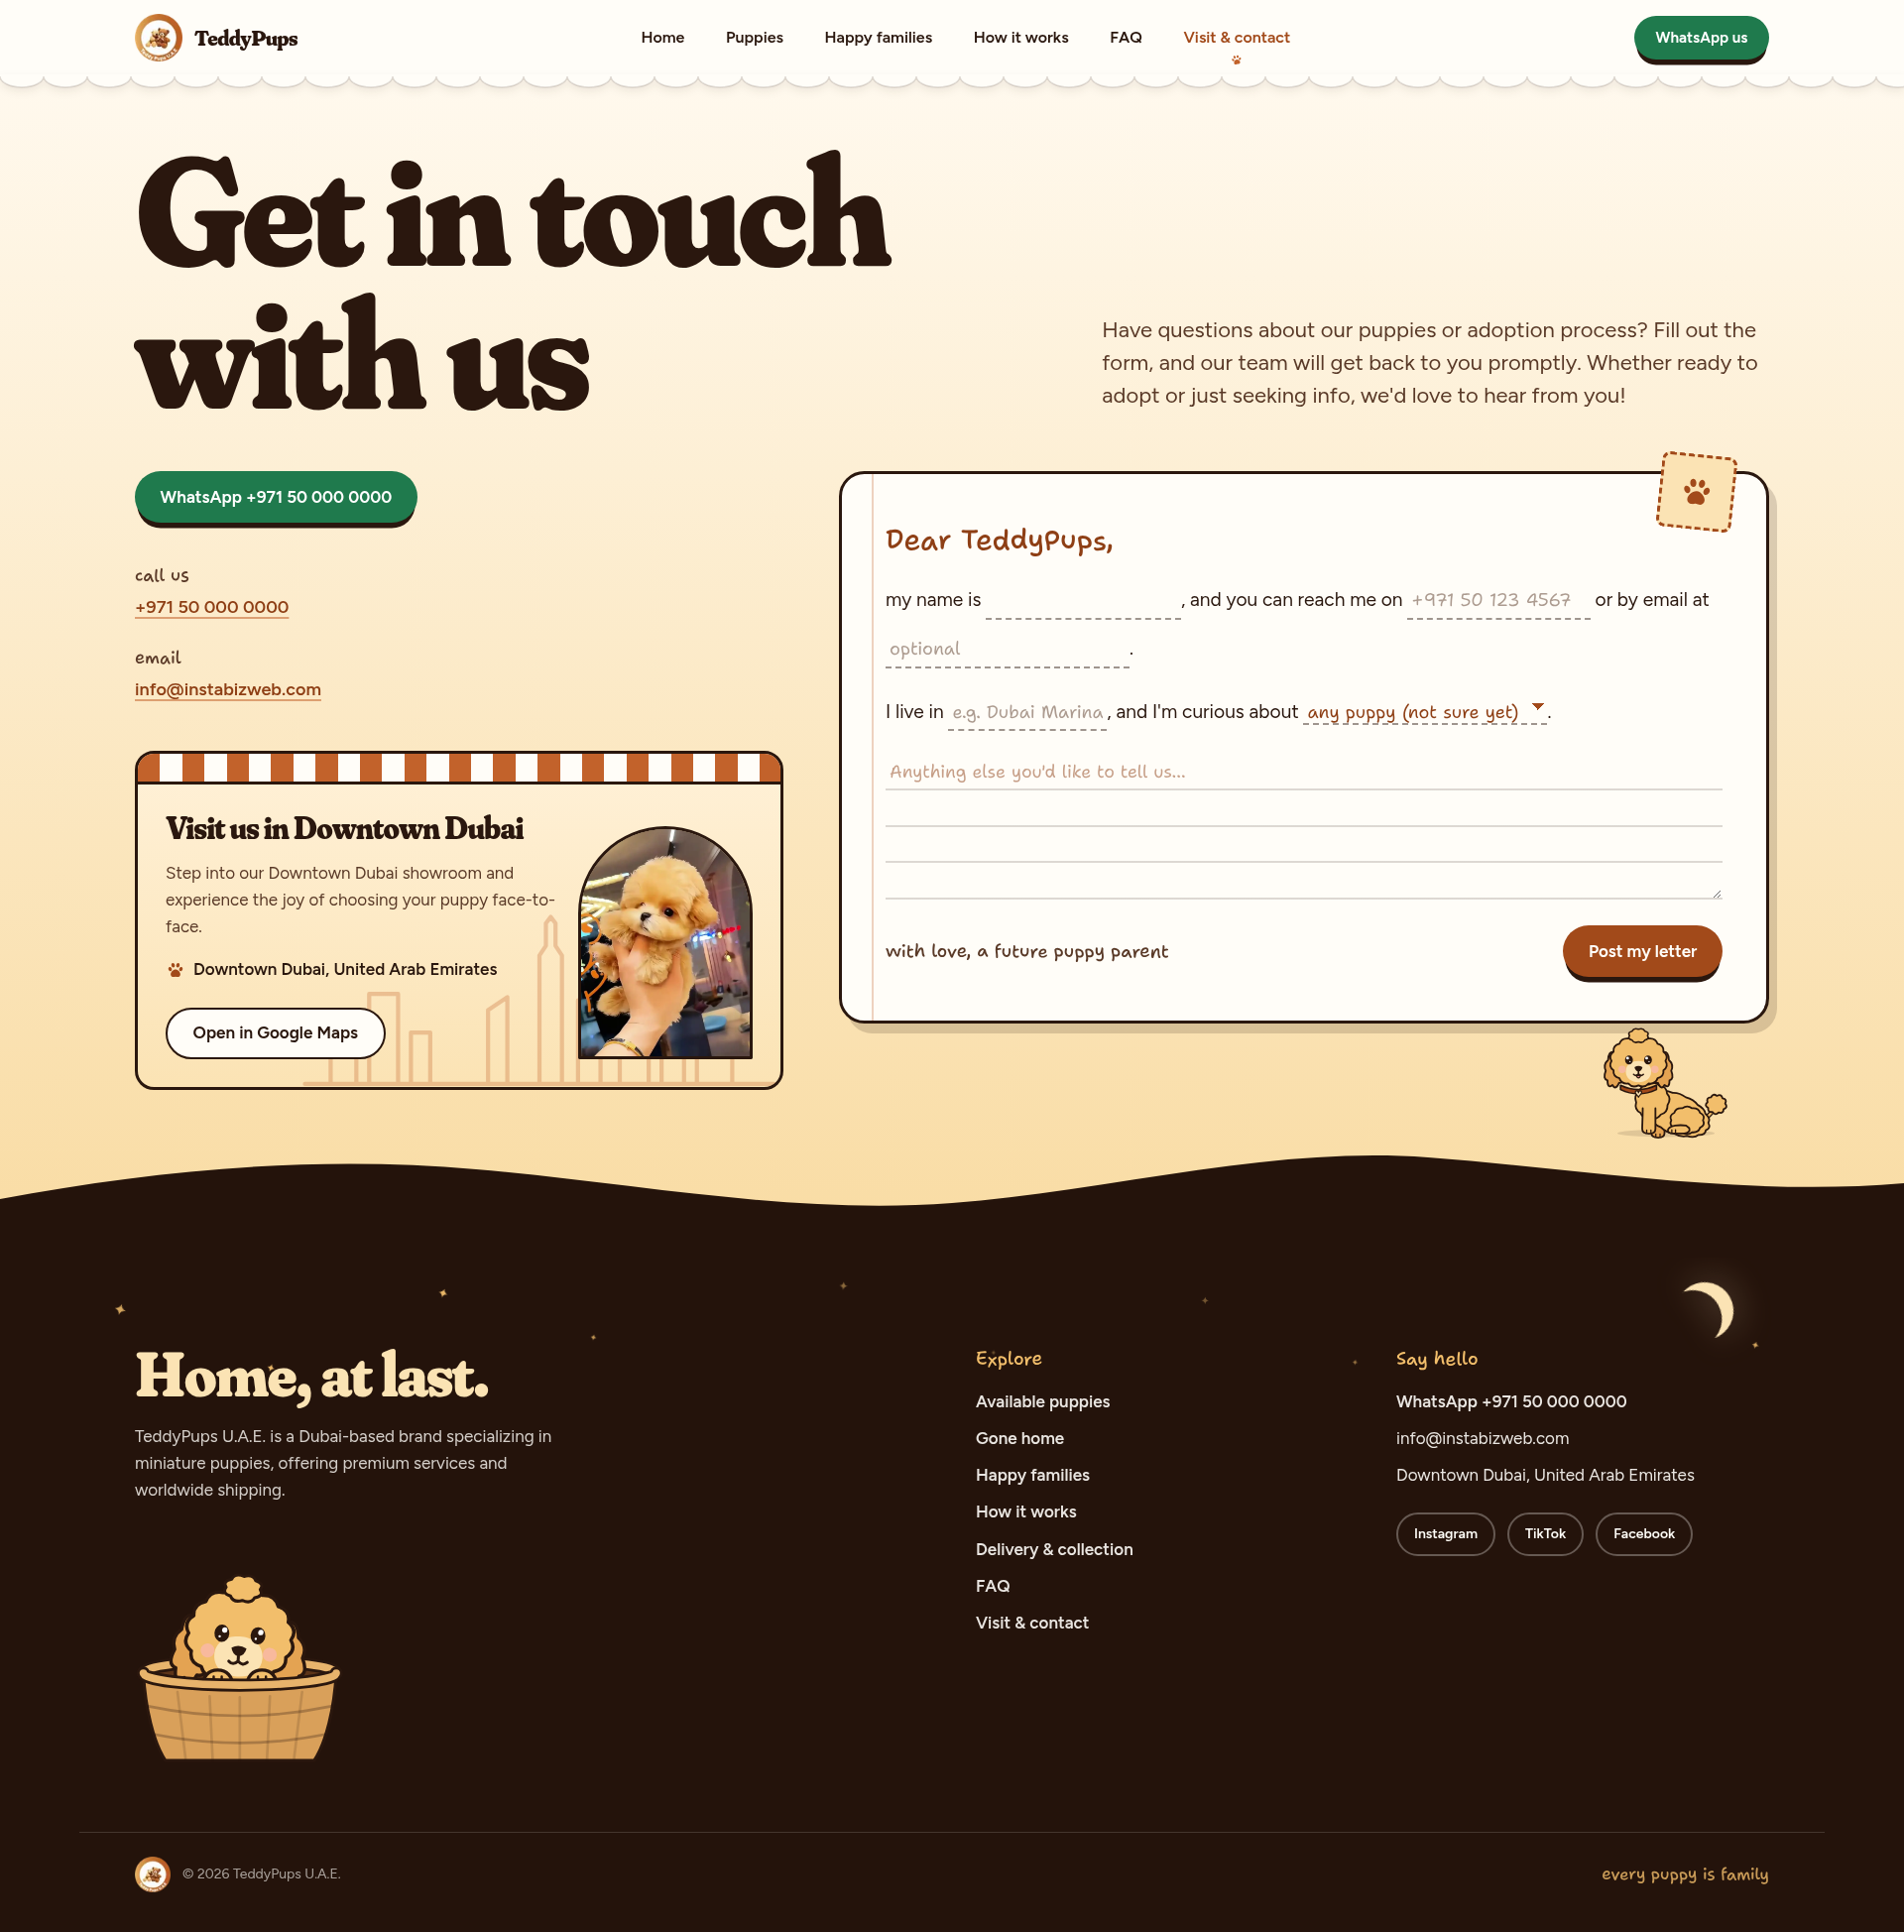 TeddyPups
Home
Puppies
Happy families
How it works
FAQ
Visit & contact
WhatsApp us
Get in touch
with us
Have questions about our puppies or adoption process? Fill out the
form, and our team will get back to you promptly. Whether ready to
adopt or just seeking info, we'd love to hear from you!
WhatsApp +971 50 000 0000
call us
+971 50 000 0000
email
info@instabizweb.com
Visit us in Downtown Dubai
Step into our Downtown Dubai showroom and
experience the joy of choosing your puppy face-to-
face.
Downtown Dubai, United Arab Emirates
Open in Google Maps
Dear TeddyPups,
my name is , and you can reach me on +971 50 123 4567 or by email at
optional .
I live in e.g. Dubai Marina , and I'm curious about any puppy (not sure yet) .
Anything else you'd like to tell us...
with love, a future puppy parent
Post my letter
Home, at last.
TeddyPups U.A.E. is a Dubai-based brand specializing in
miniature puppies, offering premium services and
worldwide shipping.
Explore
Available puppies
Gone home
Happy families
How it works
Delivery & collection
FAQ
Visit & contact
Say hello
WhatsApp +971 50 000 0000
info@instabizweb.com
Downtown Dubai, United Arab Emirates
Instagram
TikTok
Facebook
© 2026 TeddyPups U.A.E.
every puppy is family